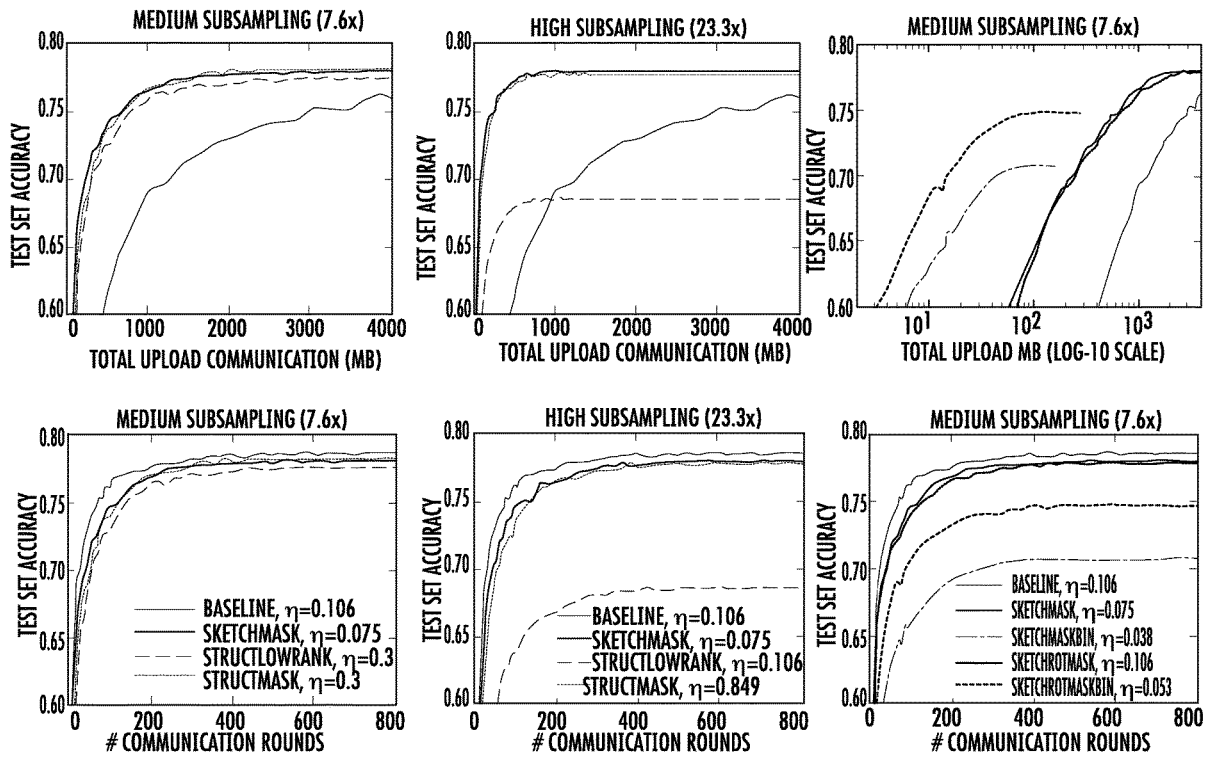 MEDIUM SUBSAMPLING (7.6x)
0.80
0.75
0.70
0.65
0.60
TEST SET ACCURACY
0 1000 2000 3000 4000
TOTAL UPLOAD COMMUNICATION (MB)
HIGH SUBSAMPLING (23.3x)
0.80
0.75
0.70
0.65
0.60
TEST SET ACCURACY
0 1000 2000 3000 4000
TOTAL UPLOAD COMMUNICATION (MB)
MEDIUM SUBSAMPLING (7.6x)
0.80
0.75
0.70
0.65
0.60
TEST SET ACCURACY
10¹ 10² 10³
TOTAL UPLOAD MB (LOG-10 SCALE)
MEDIUM SUBSAMPLING (7.6x)
0.80
0.75
0.70
0.65
0.60
TEST SET ACCURACY
BASELINE, η=0.106
SKETCHMASK, η=0.075
STRUCTLOWRANK, η=0.3
STRUCTMASK, η=0.3
0 200 400 600 800
# COMMUNICATION ROUNDS
HIGH SUBSAMPLING (23.3x)
0.80
0.75
0.70
0.65
0.60
TEST SET ACCURACY
BASELINE, η=0.106
SKETCHMASK, η=0.075
STRUCTLOWRANK, η=0.106
STRUCTMASK, η=0.849
0 200 400 600 800
# COMMUNICATION ROUNDS
MEDIUM SUBSAMPLING (7.6x)
0.80
0.75
0.70
0.65
0.60
TEST SET ACCURACY
BASELINE, η=0.106
SKETCHMASK, η=0.075
SKETCHMASKBIN, η=0.038
SKETCHROTMASK, η=0.106
SKETCHROTMASKBIN, η=0.053
0 200 400 600 800
# COMMUNICATION ROUNDS